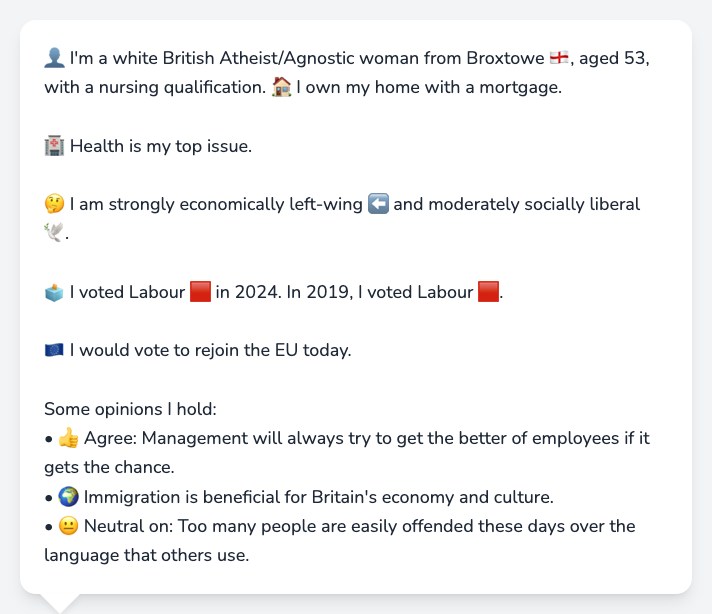 👤 I'm a white British Atheist/Agnostic woman from Broxtowe 🏴󠁧󠁢󠁥󠁮󠁧󠁿, aged 53,
with a nursing qualification. 🏠 I own my home with a mortgage.
🏥 Health is my top issue.
🤔 I am strongly economically left-wing ⬅️ and moderately socially liberal
🕊️.
🗳️ I voted Labour 🟥 in 2024. In 2019, I voted Labour 🟥.
🇪🇺 I would vote to rejoin the EU today.
Some opinions I hold:
• 👍 Agree: Management will always try to get the better of employees if it
gets the chance.
• 🌍 Immigration is beneficial for Britain's economy and culture.
• 😐 Neutral on: Too many people are easily offended these days over the
language that others use.